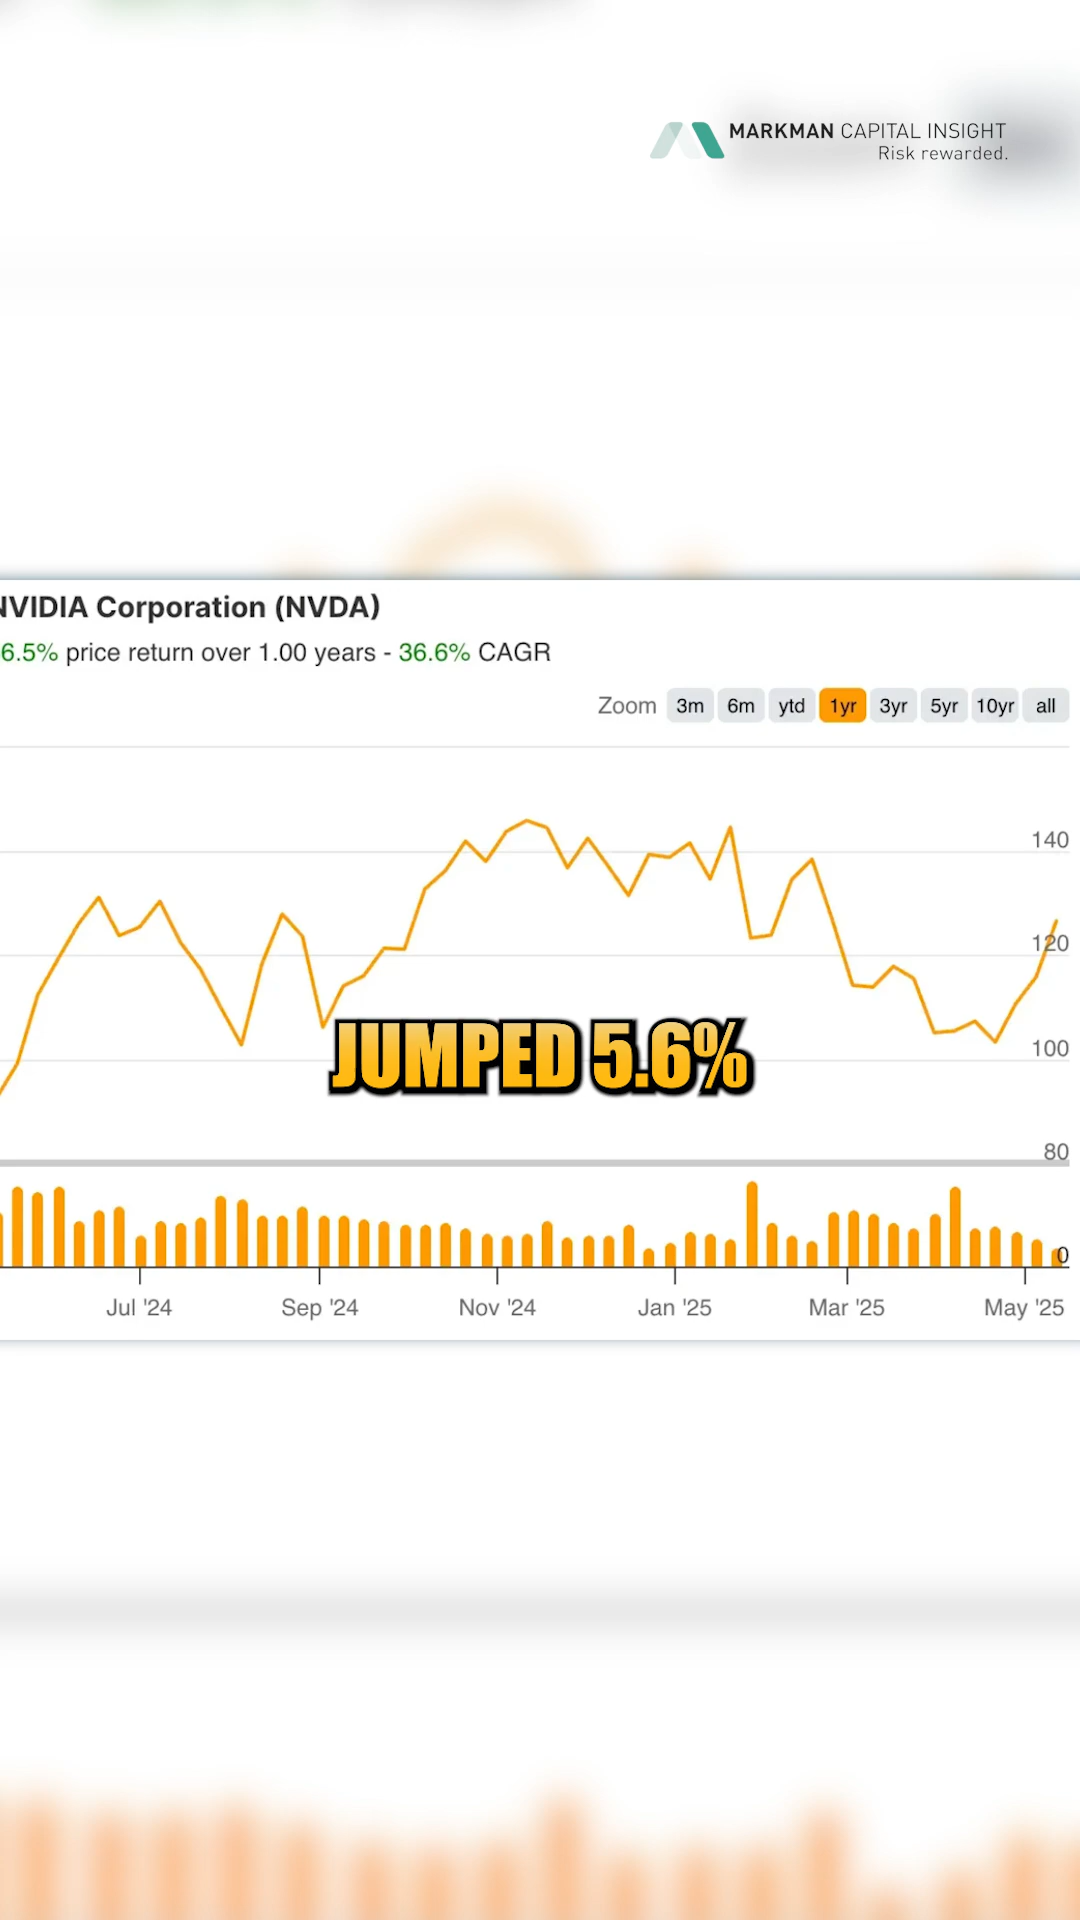 MARKMAN CAPITAL INSIGHT
Risk rewarded.
NVIDIA Corporation (NVDA)
6.5% price return over 1.00 years - 36.6% CAGR
Zoom 3m 6m ytd 1yr 3yr 5yr 10yr all
140
120
100
JUMPED 5.6%
80
0
Jul '24 Sep '24 Nov '24 Jan '25 Mar '25 May '25